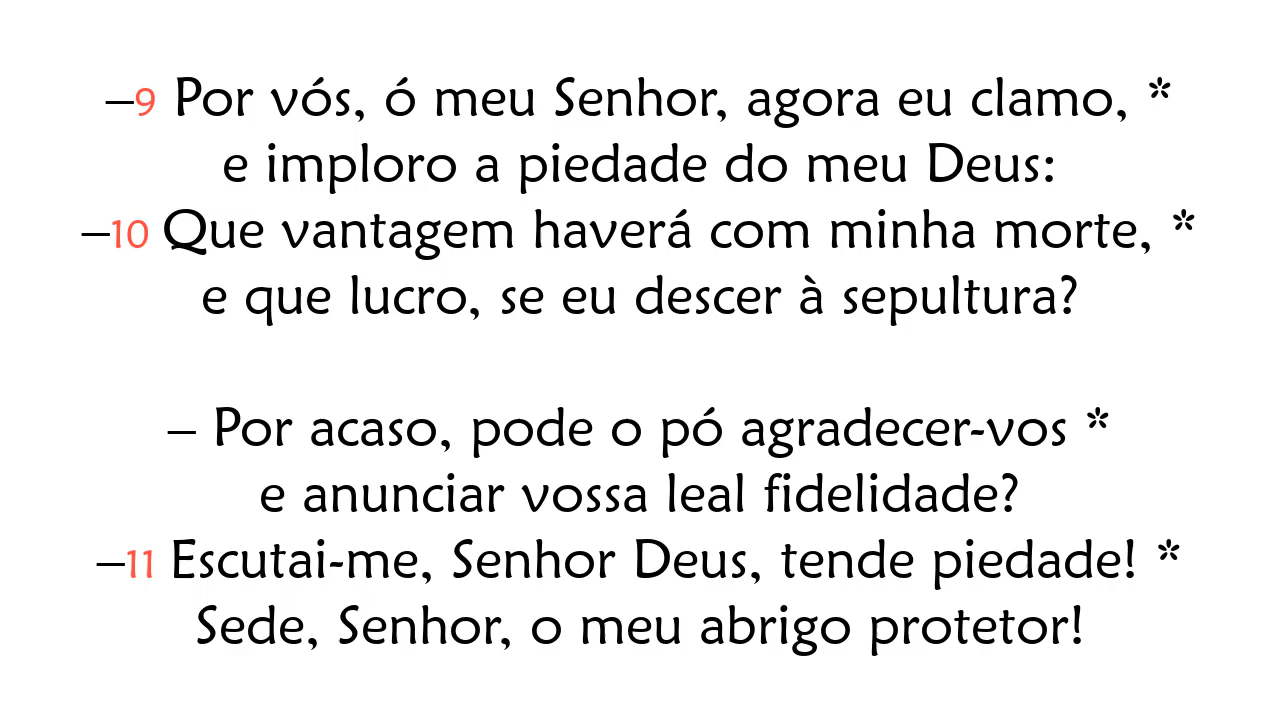 –9 Por vós, ó meu Senhor, agora eu clamo, *
e imploro a piedade do meu Deus:
–10 Que vantagem haverá com minha morte, *
e que lucro, se eu descer à sepultura?
– Por acaso, pode o pó agradecer-vos *
e anunciar vossa leal fidelidade?
–11 Escutai-me, Senhor Deus, tende piedade! *
Sede, Senhor, o meu abrigo protetor!